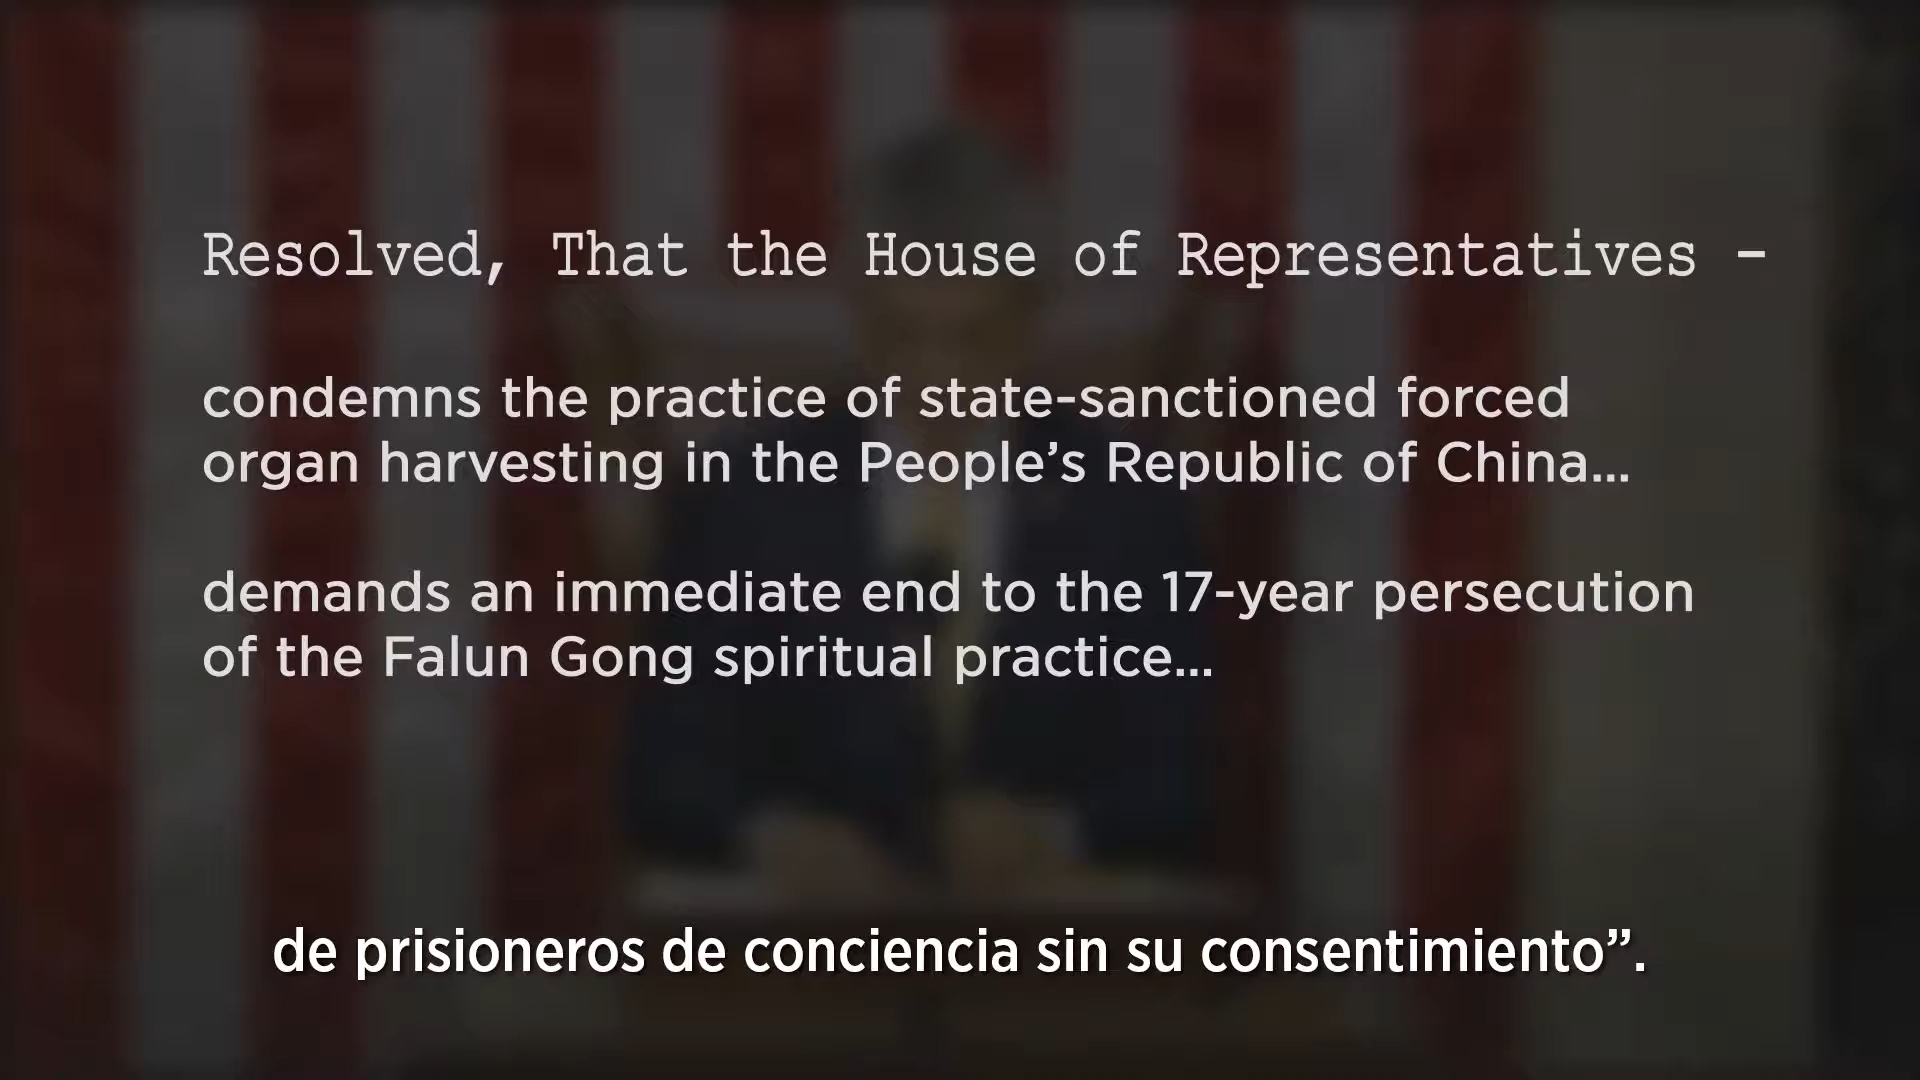 Resolved, That the House of Representatives –
condemns the practice of state-sanctioned forced
organ harvesting in the People’s Republic of China...
demands an immediate end to the 17-year persecution
of the Falun Gong spiritual practice...
de prisioneros de conciencia sin su consentimiento”.